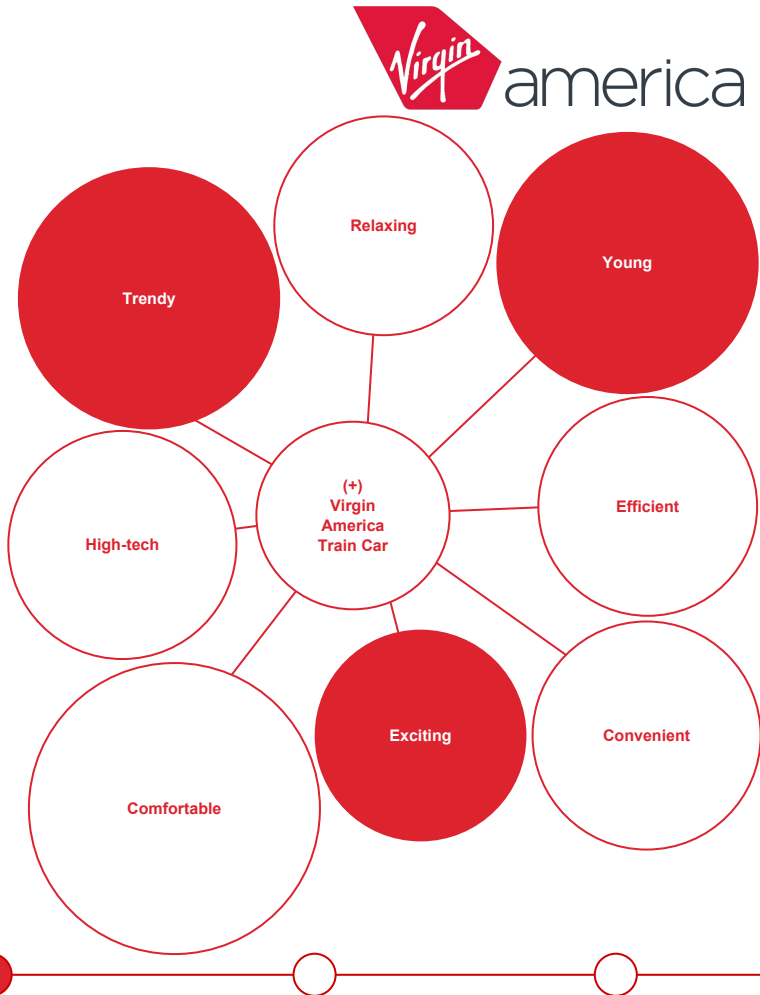 Virgin america
Relaxing
Young
Trendy
(+)
Virgin
America
Train Car
Efficient
High-tech
Exciting
Convenient
Comfortable